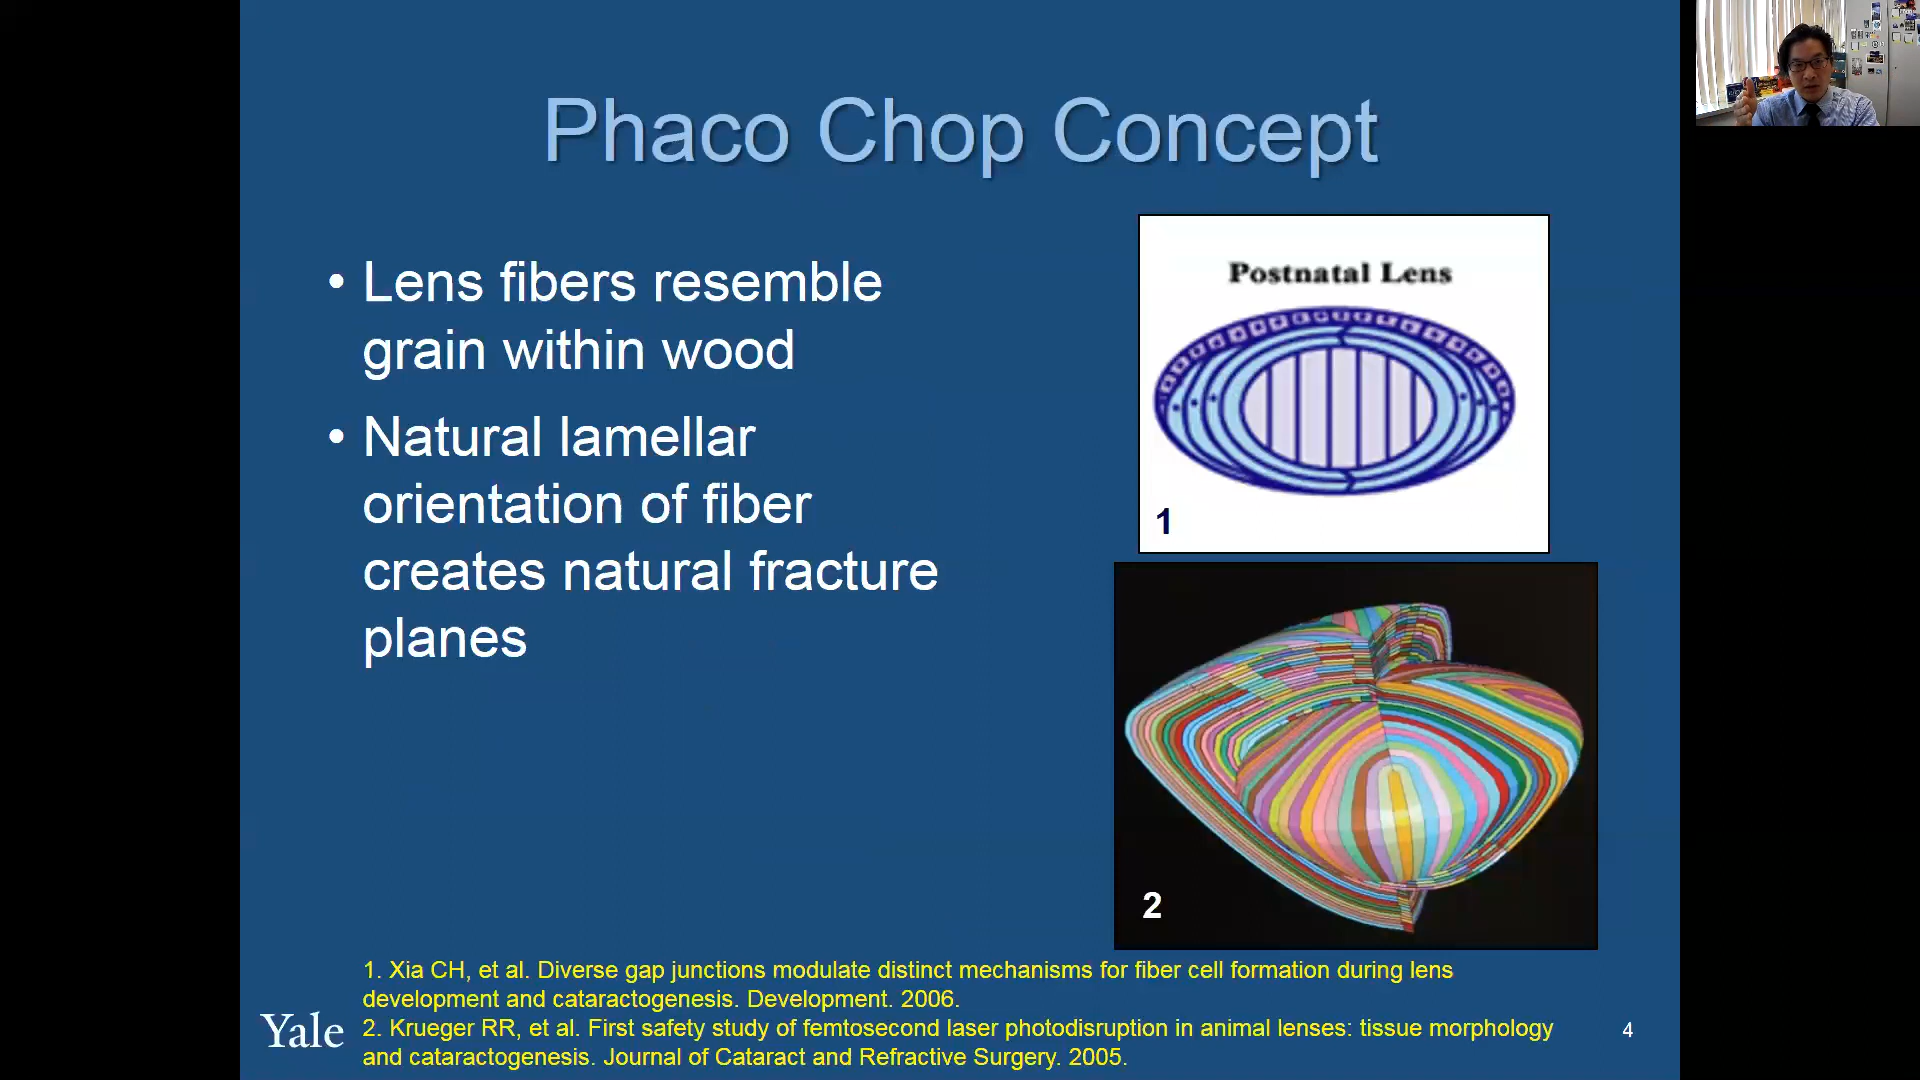 Phaco Chop Concept
• Lens fibers resemble
grain within wood
• Natural lamellar
orientation of fiber
creates natural fracture
planes
Postnatal Lens
1
2
1. Xia CH, et al. Diverse gap junctions modulate distinct mechanisms for fiber cell formation during lens
development and cataractogenesis. Development. 2006.
2. Krueger RR, et al. First safety study of femtosecond laser photodisruption in animal lenses: tissue morphology
and cataractogenesis. Journal of Cataract and Refractive Surgery. 2005.
Yale
4